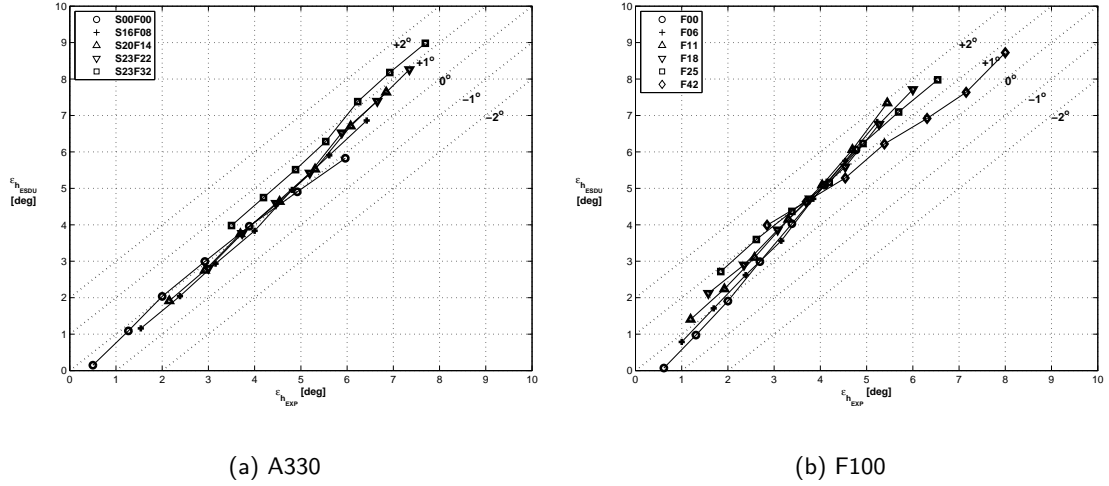 10
9
8
7
6
5
4
3
2
1
0
0 1 2 3 4 5 6 7 8 9 10
S00F00
S16F08
S20F14
S23F22
S23F32
+2°
+1°
0°
−1°
−2°
εhESDU
[deg]
εhEXP [deg]
(a) A330
10
9
8
7
6
5
4
3
2
1
0
0 1 2 3 4 5 6 7 8 9 10
F00
F06
F11
F18
F25
F42
+2°
+1°
0°
−1°
−2°
εhESDU
[deg]
εhEXP [deg]
(b) F100